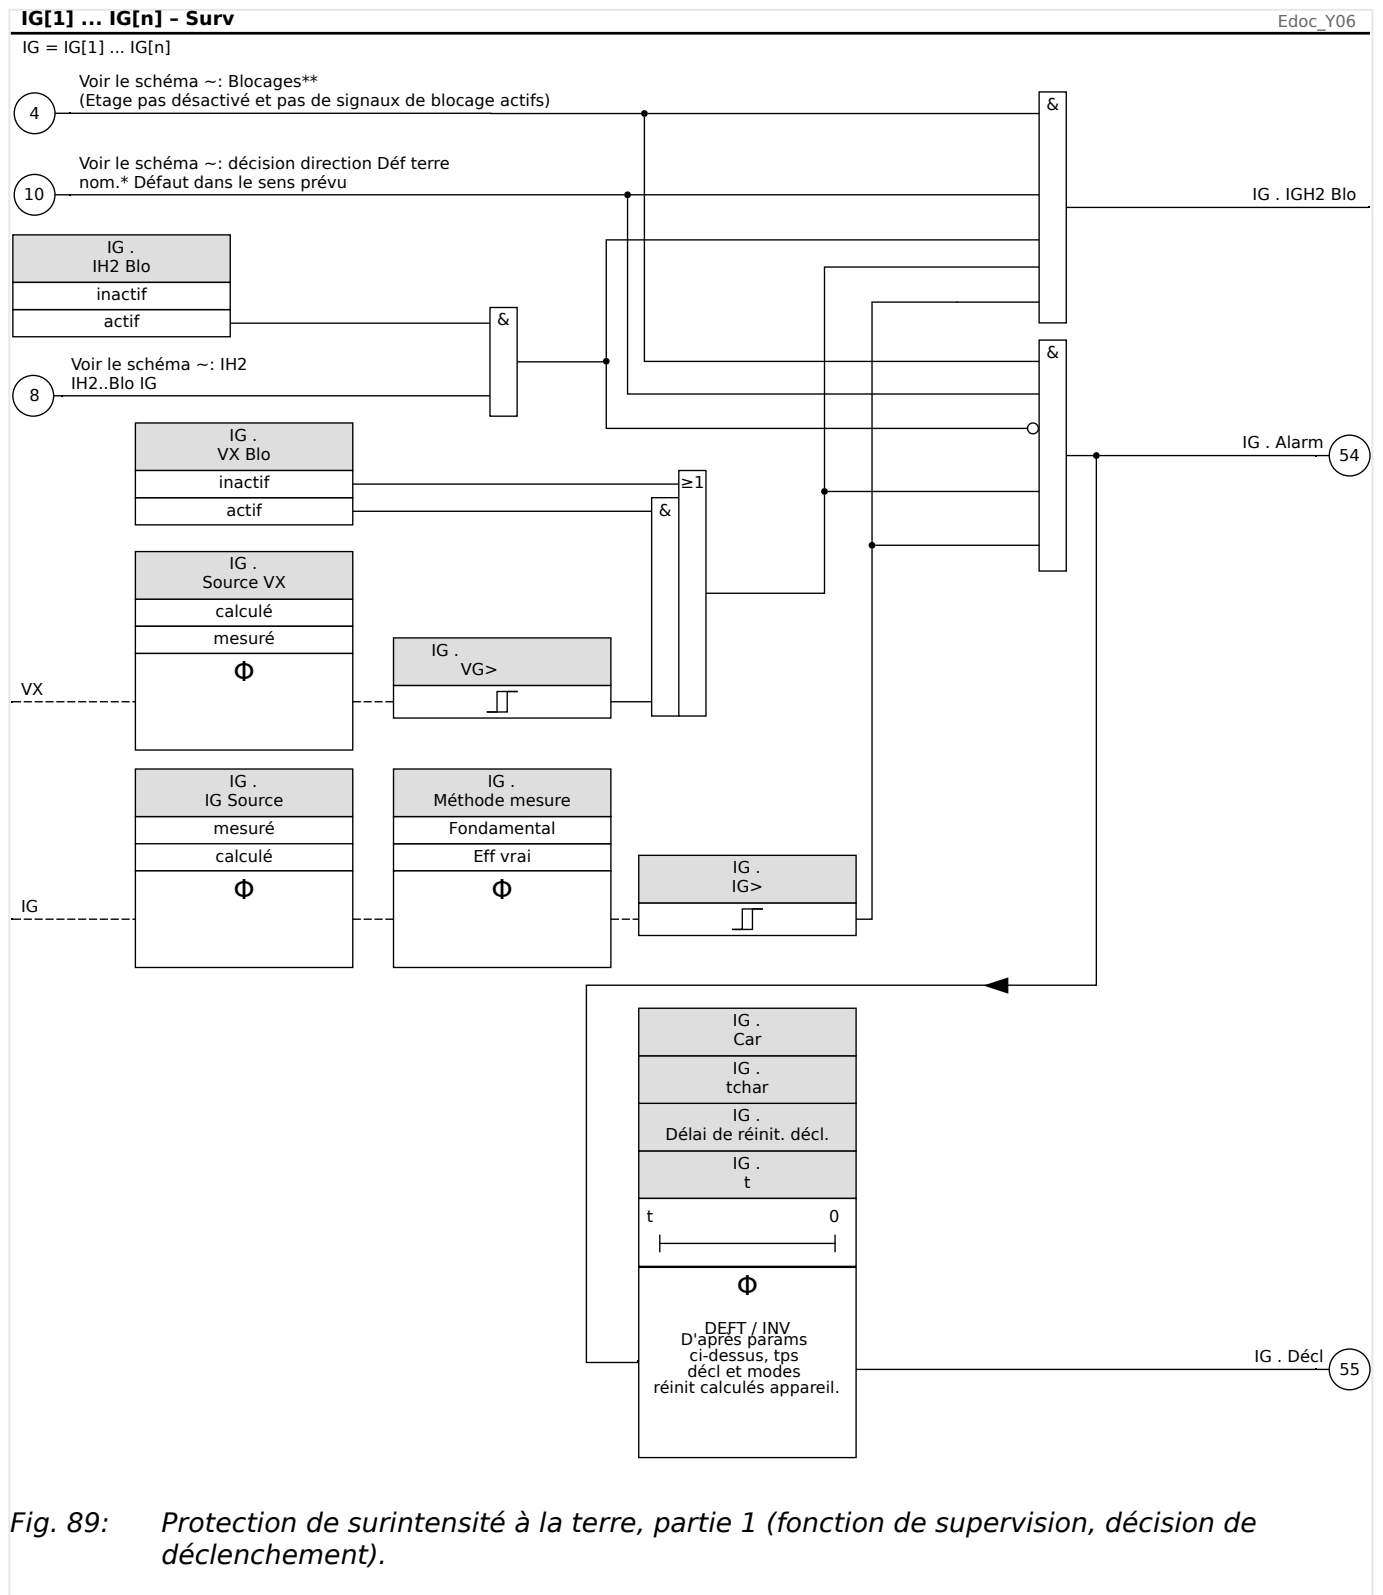 IG[1] ... IG[n] – Surv
Edoc_Y06
IG = IG[1] ... IG[n]
Voir le schéma ~: Blocages**
(Etage pas désactivé et pas de signaux de blocage actifs)
4
&
Voir le schéma ~: décision direction Déf terre
nom.* Défaut dans le sens prévu
10
IG . IGH2 Blo
IG .
IH2 Blo
inactif
actif
&
&
Voir le schéma ~: IH2
IH2..Blo IG
8
IG .
VX Blo
inactif
actif
≥1
&
IG . Alarm
54
IG .
Source VX
calculé
mesuré
Φ
VX
IG .
VG>
IG .
IG Source
mesuré
calculé
Φ
IG
IG .
Méthode mesure
Fondamental
Eff vrai
Φ
IG .
IG>
IG .
Car
IG .
tchar
IG .
Délai de réinit. décl.
IG .
t
t 0
Φ
DEFT / INV
D'après params
ci-dessus, tps
décl et modes
réinit calculés appareil.
IG . Décl
55
Fig. 89: Protection de surintensité à la terre, partie 1 (fonction de supervision, décision de
déclenchement).